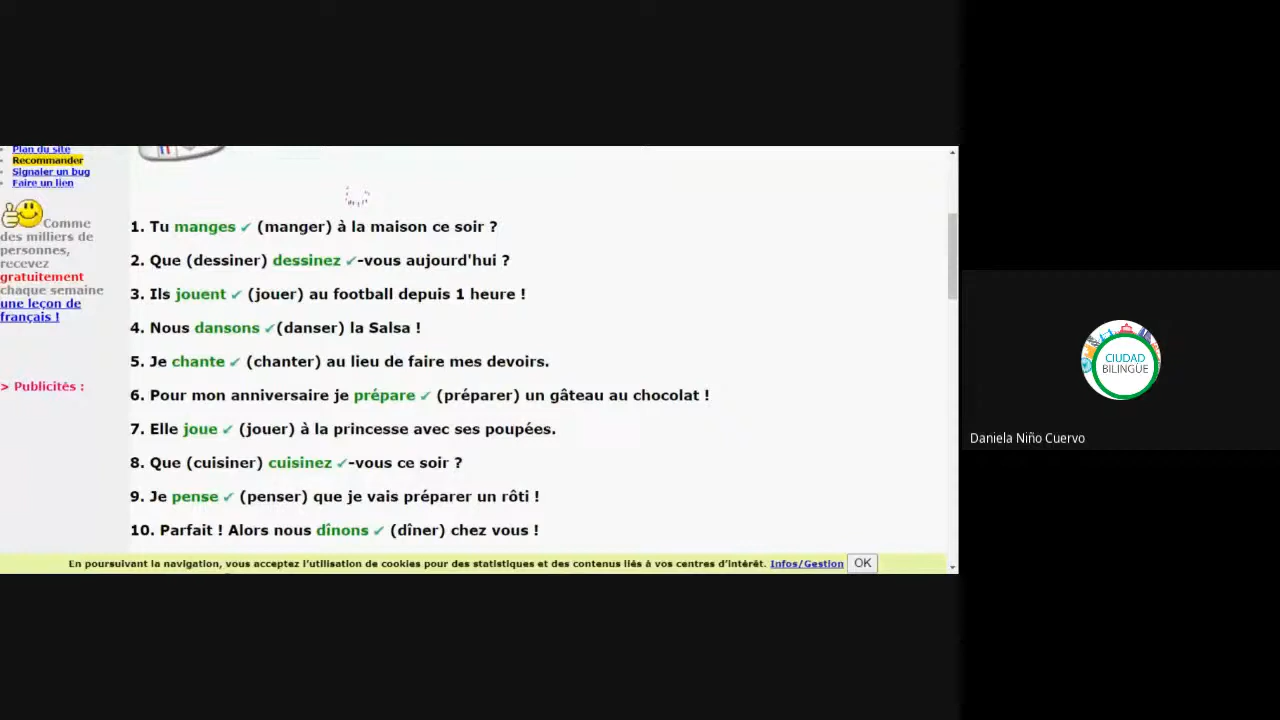 Plan du site
Recommander
Signaler un bug
Faire un lien
Comme
des milliers de
personnes,
recevez
gratuitement
chaque semaine
une leçon de
français !
> Publicités :
1. Tu manges ✔ (manger) à la maison ce soir ?
2. Que (dessiner) dessinez ✔-vous aujourd'hui ?
3. Ils jouent ✔ (jouer) au football depuis 1 heure !
4. Nous dansons ✔(danser) la Salsa !
5. Je chante ✔ (chanter) au lieu de faire mes devoirs.
6. Pour mon anniversaire je prépare ✔ (préparer) un gâteau au chocolat !
7. Elle joue ✔ (jouer) à la princesse avec ses poupées.
8. Que (cuisiner) cuisinez ✔-vous ce soir ?
9. Je pense ✔ (penser) que je vais préparer un rôti !
10. Parfait ! Alors nous dînons ✔ (dîner) chez vous !
En poursuivant la navigation, vous acceptez l'utilisation de cookies pour des statistiques et des contenus liés à vos centres d'intérêt. Infos/Gestion OK
CIUDAD
BILINGÜE
Daniela Niño Cuervo